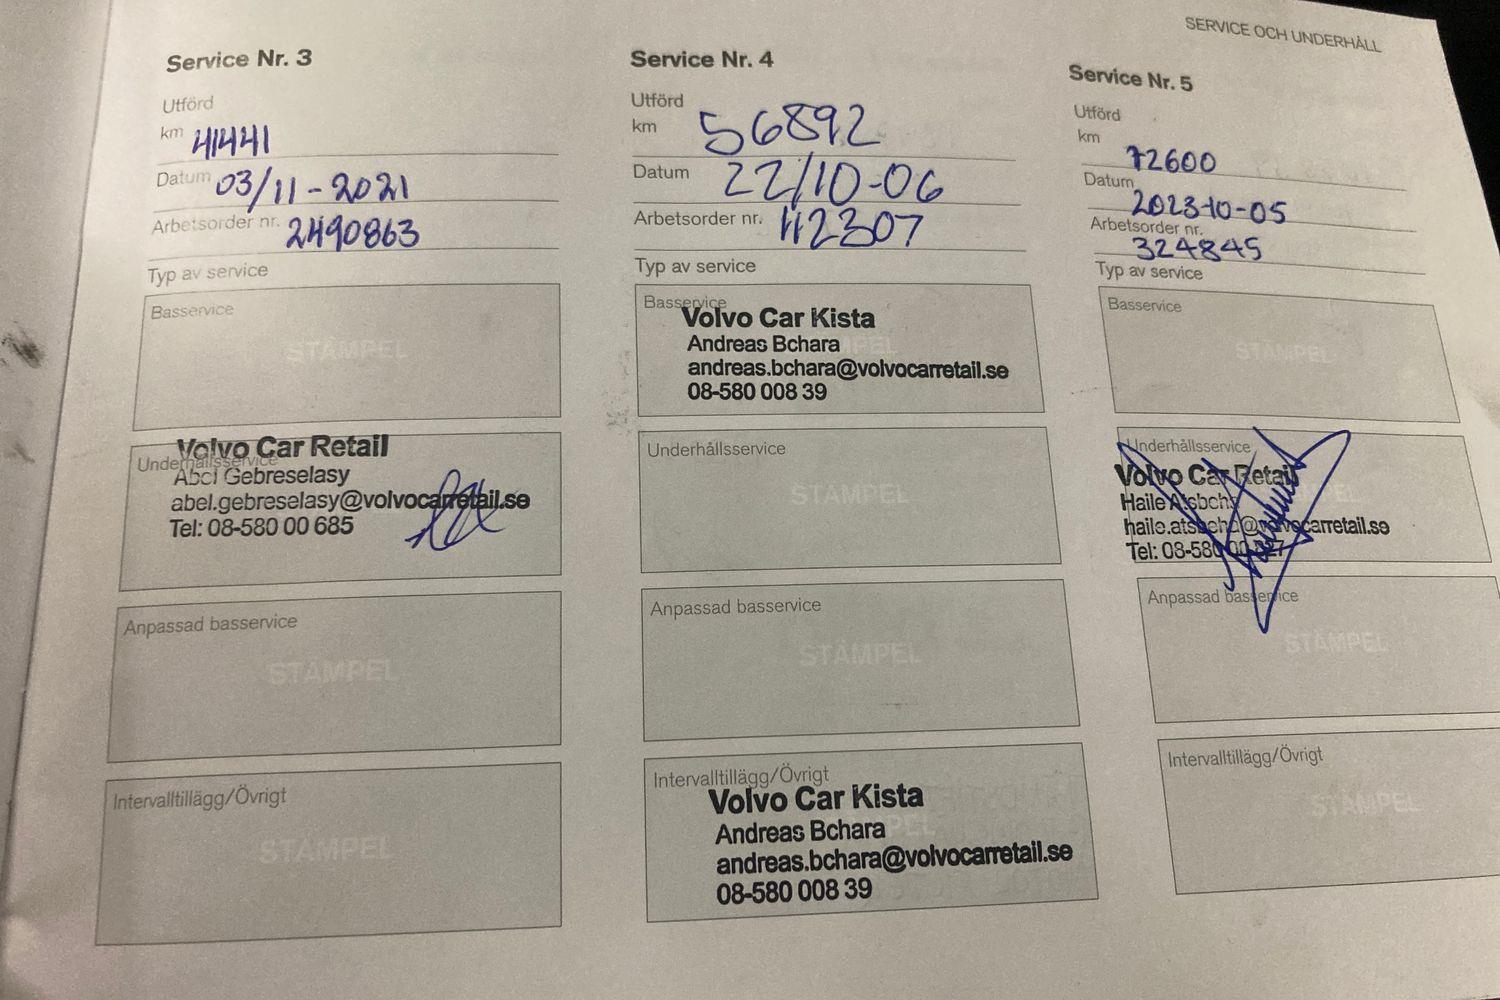 SERVICE OCH UNDERHÅLL
Service Nr. 3
Utförd
km 41441
Datum 03/11-2021
Arbetsorder nr. 2490863
Typ av service
Basservice
STÄMPEL
Volvo Car Retail
Underhållsservice
Abel Gebreselasy
abel.gebreselasy@volvocarretail.se
Tel: 08-580 00 685
Anpassad basservice
STÄMPEL
Intervalltillägg/Övrigt
STÄMPEL
Service Nr. 4
Utförd
km 56892
Datum 22/10-06
Arbetsorder nr. 112307
Typ av service
Basservice
Volvo Car Kista
Andreas Bchara
andreas.bchara@volvocarretail.se
08-580 008 39
Underhållsservice
STÄMPEL
Anpassad basservice
STÄMPEL
Intervalltillägg/Övrigt
Volvo Car Kista
Andreas Bchara
andreas.bchara@volvocarretail.se
08-580 008 39
Service Nr. 5
Utförd
km 72600
Datum 2023-10-05
Arbetsorder nr. 324845
Typ av service
Basservice
STÄMPEL
Underhållsservice
Volvo Car Retail
Haile
Tel: 08-580
Anpassad basservice
STÄMPEL
Intervalltillägg/Övrigt
STÄMPEL